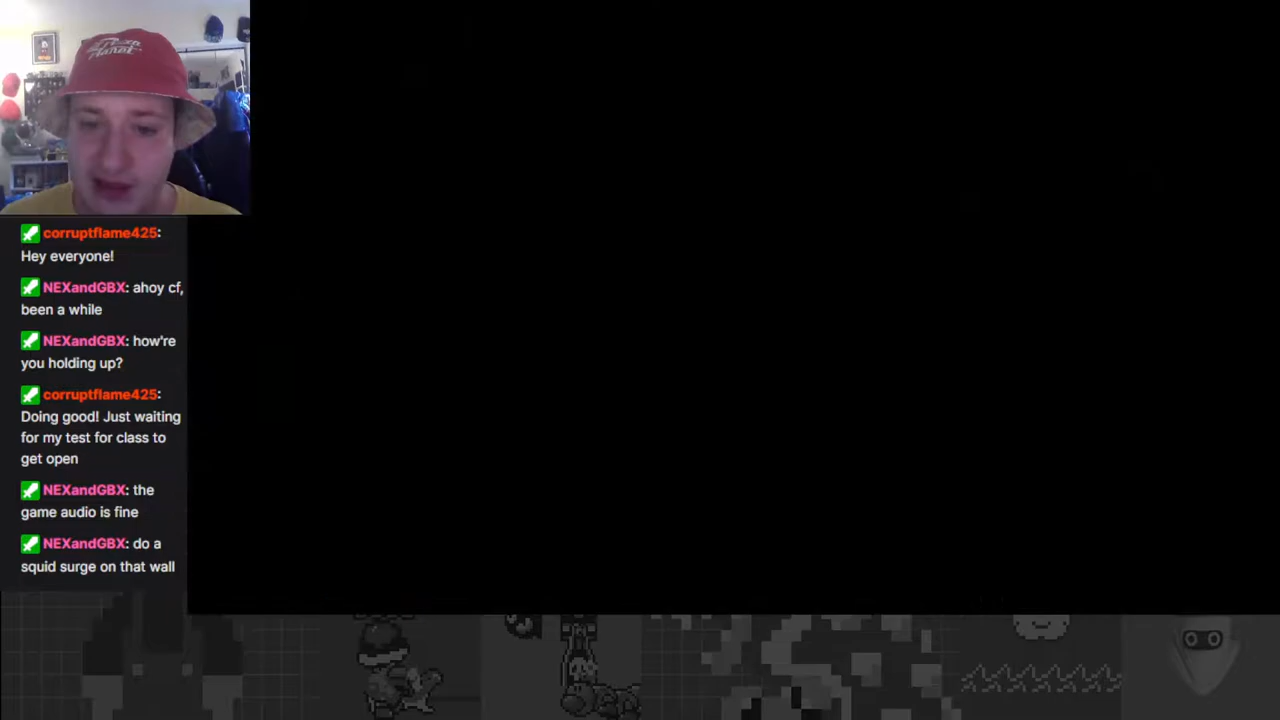 corruptflame425:
Hey everyone!
NEXandGBX: ahoy cf,
been a while
NEXandGBX: how're
you holding up?
corruptflame425:
Doing good! Just waiting
for my test for class to
get open
NEXandGBX: the
game audio is fine
NEXandGBX: do a
squid surge on that wall